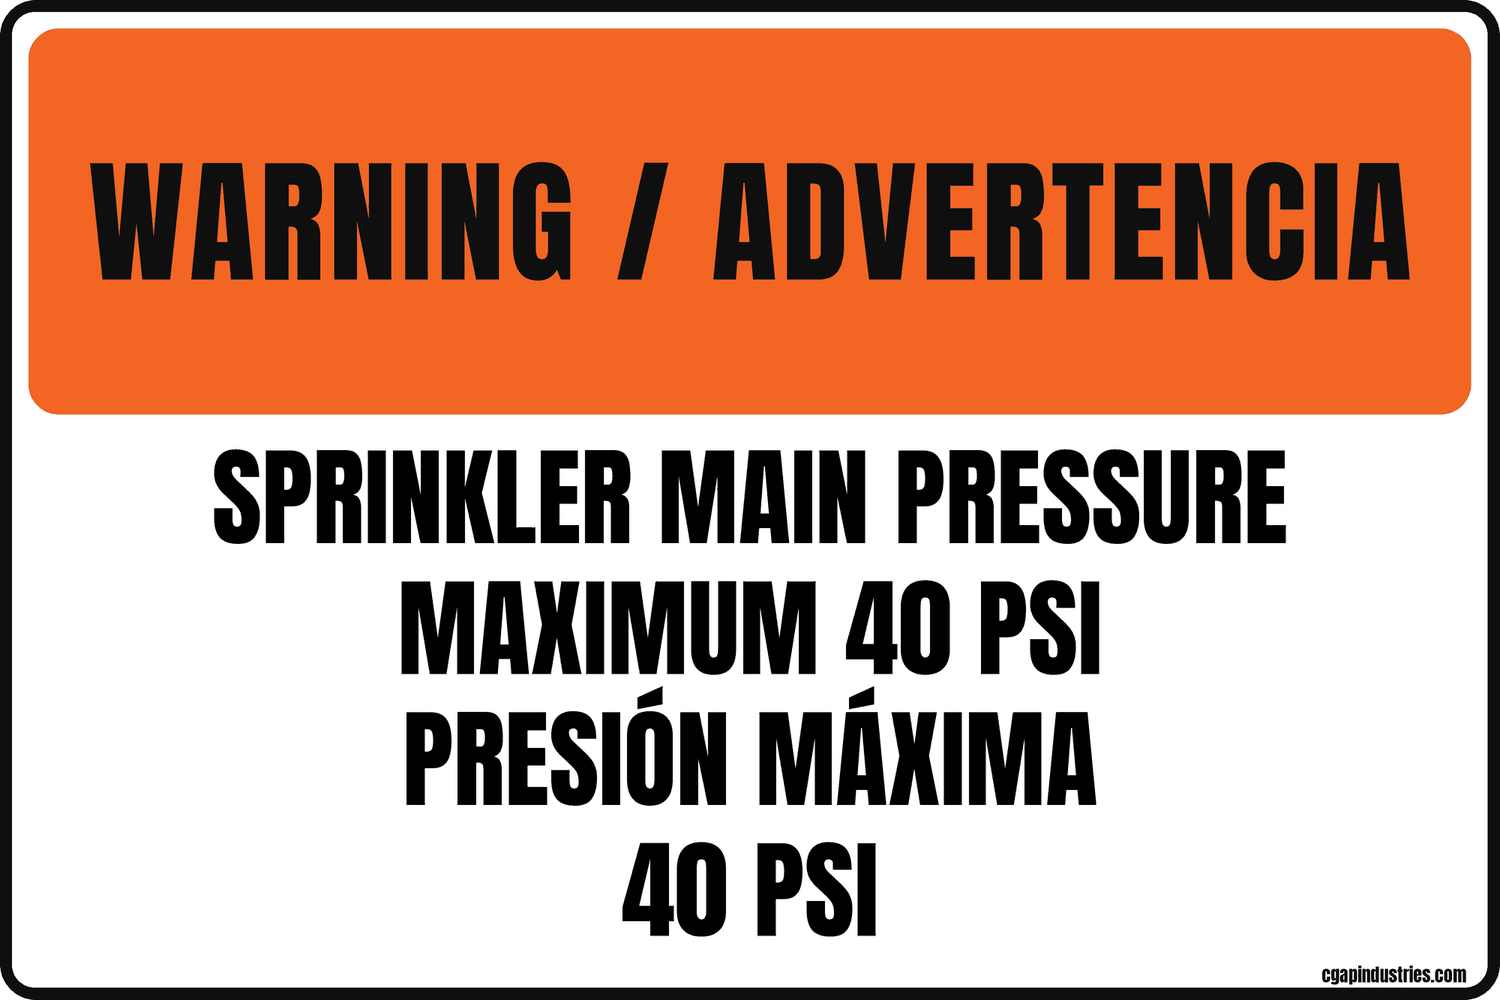 WARNING / ADVERTENCIA
SPRINKLER MAIN PRESSURE
MAXIMUM 40 PSI
PRESIÓN MÁXIMA
40 PSI
cgapindustries.com